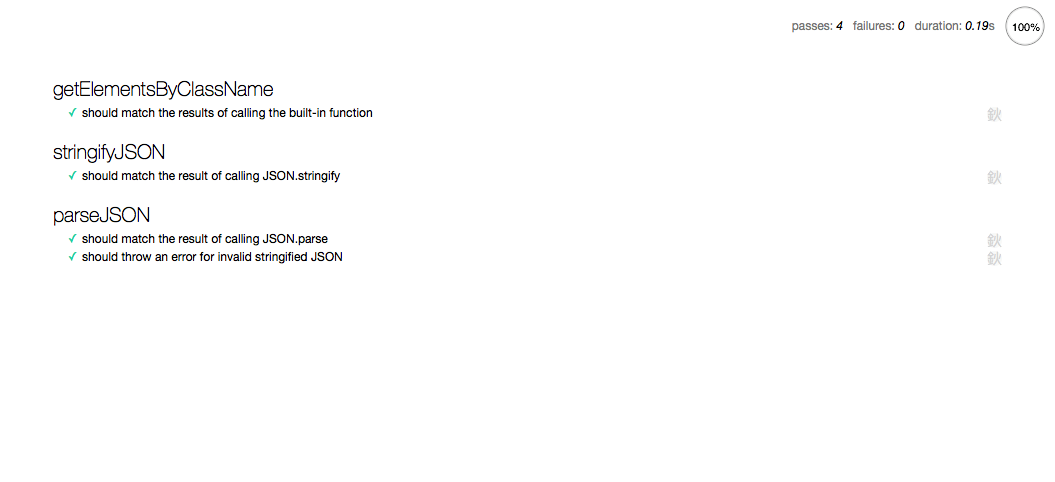 passes: 4 failures: 0 duration: 0.19s 100%
getElementsByClassName
✓ should match the results of calling the built-in function 鈥
stringifyJSON
✓ should match the result of calling JSON.stringify 鈥
parseJSON
✓ should match the result of calling JSON.parse 鈥
✓ should throw an error for invalid stringified JSON 鈥